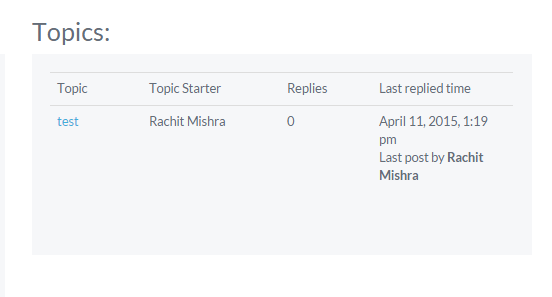 Topics:
Topic Topic Starter Replies Last replied time
test Rachit Mishra 0 April 11, 2015, 1:19
pm
Last post by Rachit
Mishra